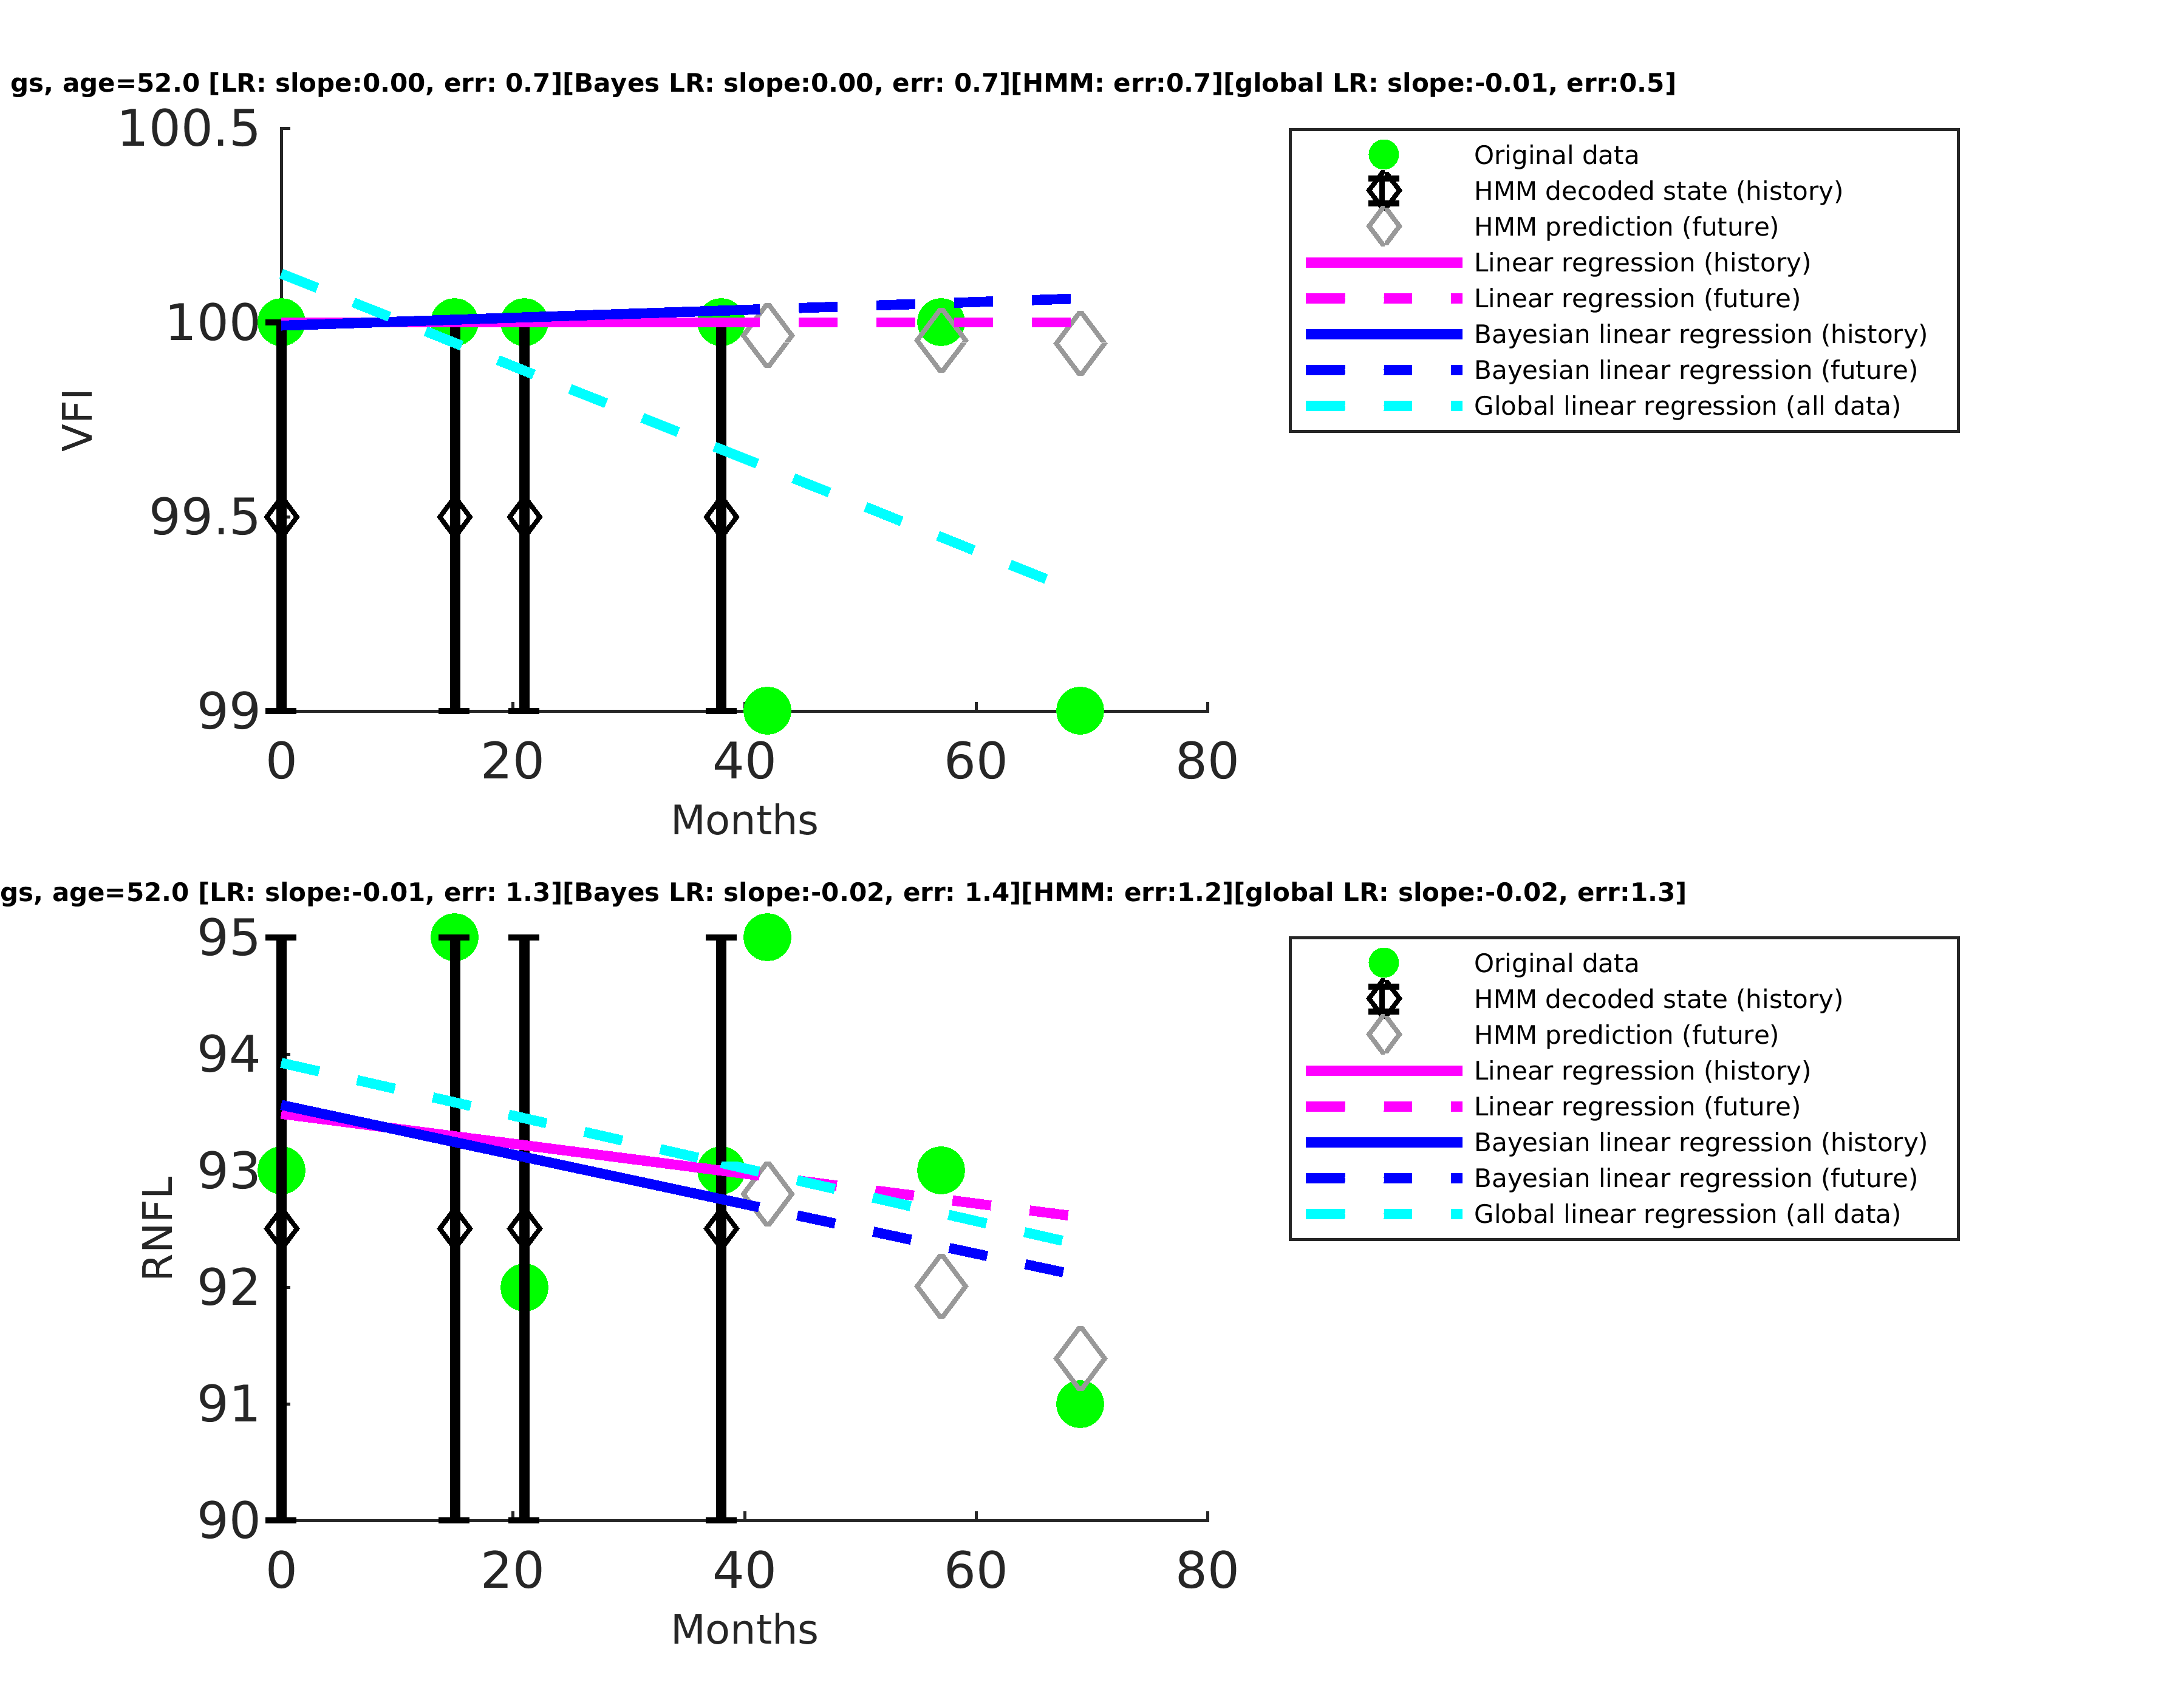 gs, age=52.0 [LR: slope:0.00, err: 0.7][Bayes LR: slope:0.00, err: 0.7][HMM: err:0.7][global LR: slope:-0.01, err:0.5]
100.5
100
99.5
99
VFI
0 20 40 60 80
Months
Original data
HMM decoded state (history)
HMM prediction (future)
Linear regression (history)
Linear regression (future)
Bayesian linear regression (history)
Bayesian linear regression (future)
Global linear regression (all data)
gs, age=52.0 [LR: slope:-0.01, err: 1.3][Bayes LR: slope:-0.02, err: 1.4][HMM: err:1.2][global LR: slope:-0.02, err:1.3]
95
94
93
92
91
90
RNFL
0 20 40 60 80
Months
Original data
HMM decoded state (history)
HMM prediction (future)
Linear regression (history)
Linear regression (future)
Bayesian linear regression (history)
Bayesian linear regression (future)
Global linear regression (all data)